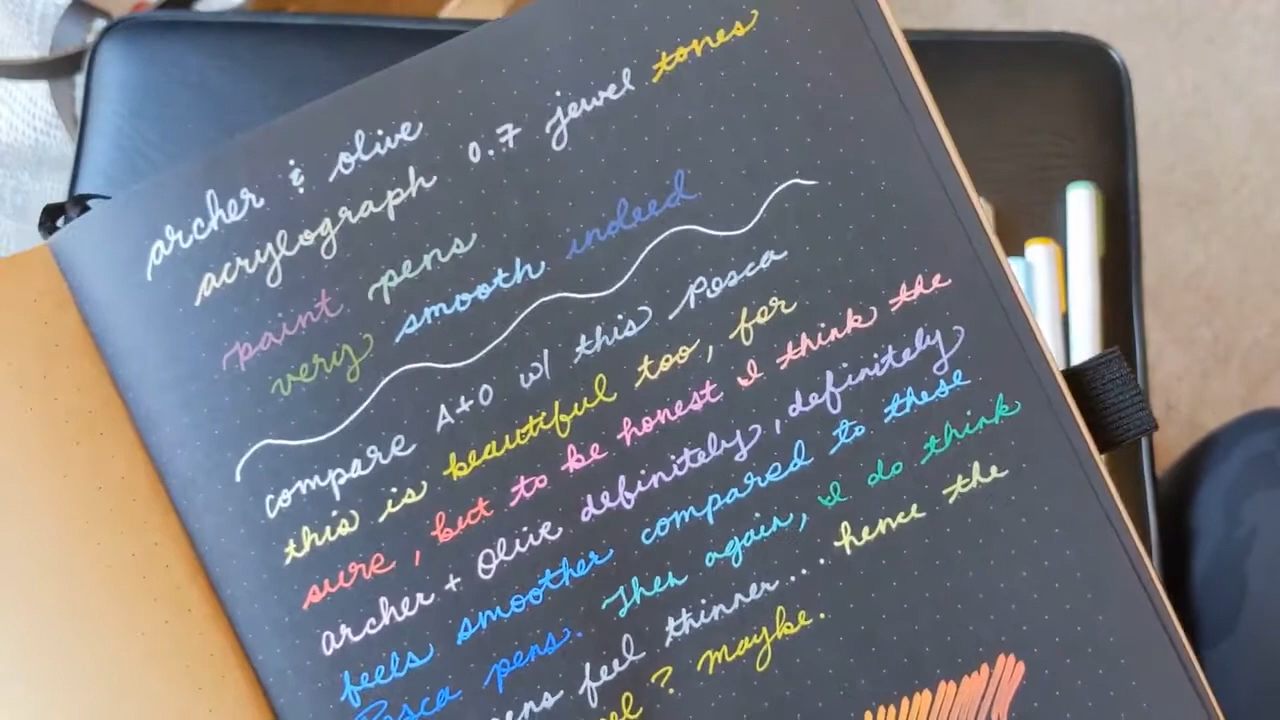 archer & olive
acrylograph 0.7 jewel tones
paint pens
very smooth indeed
compare A+O w/ this Posca
this is beautiful too, for
sure, but to be honest I think the
archer + Olive definitely, definitely
feels smoother compared to these
Posca pens. Then again, I do think
pens feel thinner... hence the
? maybe.